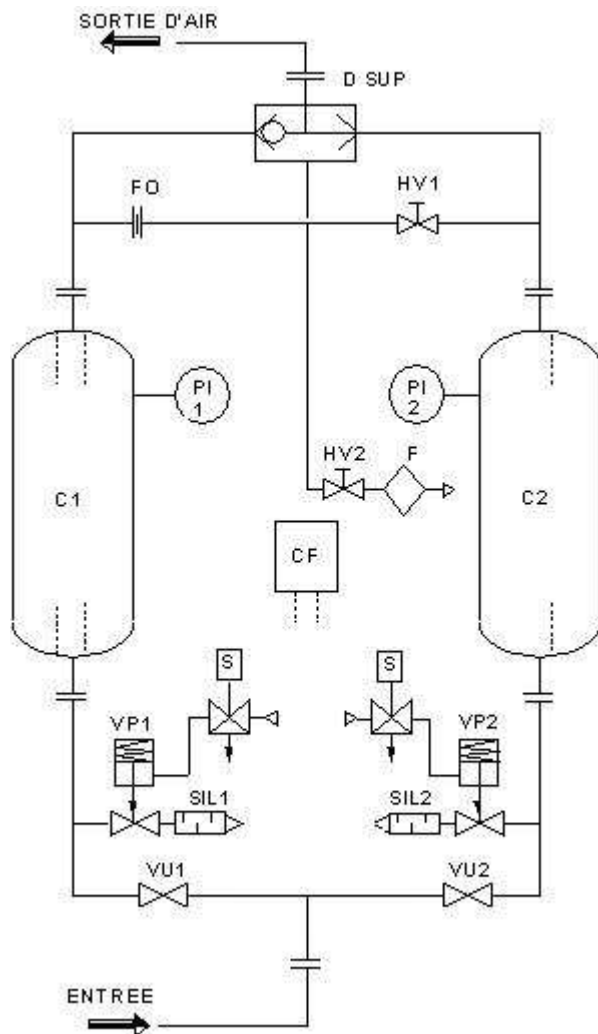 SORTIE D'AIR
D SUP
FO
HV1
PI
1
PI
2
HV2
F
C1
C2
CF
S
S
VP1
VP2
SIL1
SIL2
VU1
VU2
ENTREE